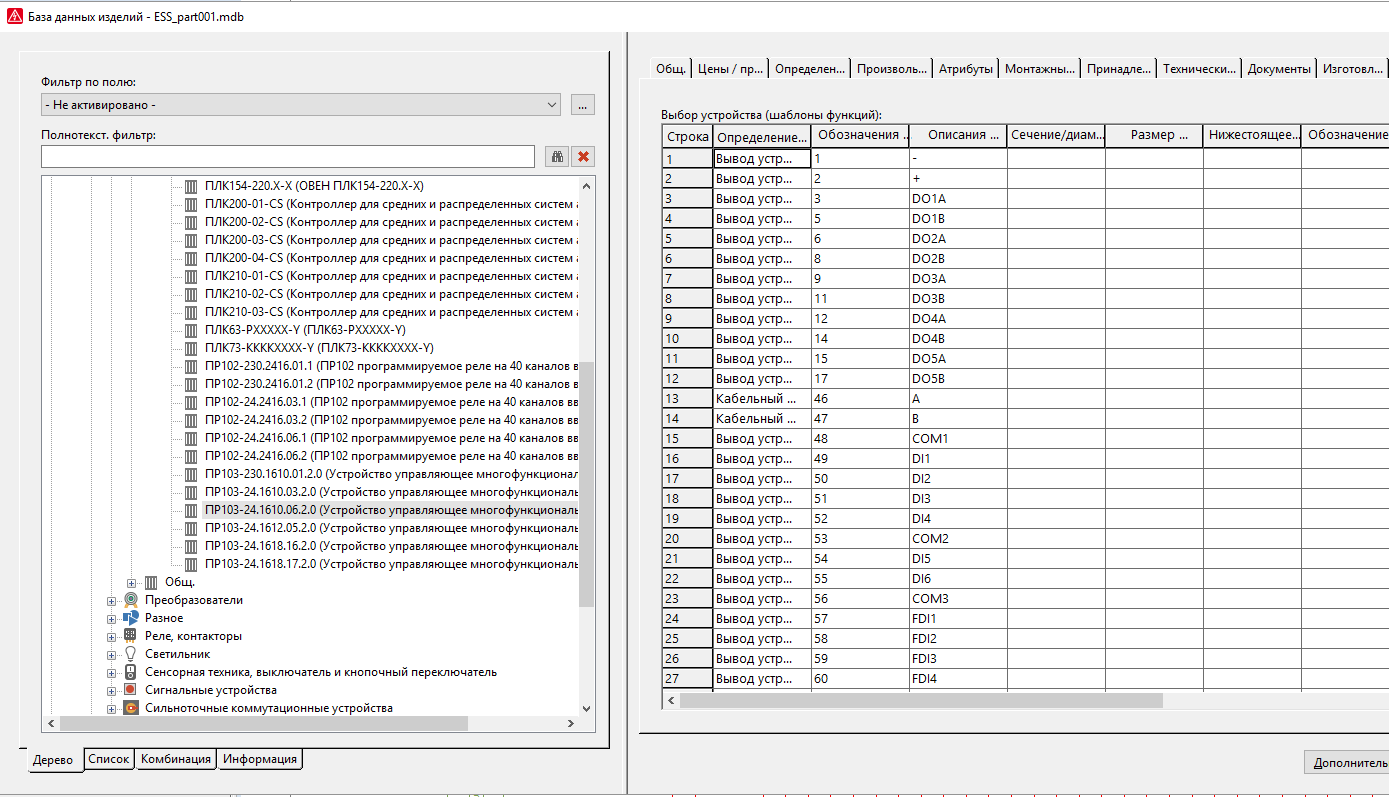 База данных изделий - ESS_part001.mdb
Фильтр по полю:
- Не активировано -
...
Полнотекст. фильтр:
ПЛК154-220.Х-Х (ОВЕН ПЛК154-220.Х-Х)
ПЛК200-01-CS (Контроллер для средних и распределенных систем а
ПЛК200-02-CS (Контроллер для средних и распределенных систем а
ПЛК200-03-CS (Контроллер для средних и распределенных систем а
ПЛК200-04-CS (Контроллер для средних и распределенных систем а
ПЛК210-01-CS (Контроллер для средних и распределенных систем а
ПЛК210-02-CS (Контроллер для средних и распределенных систем а
ПЛК210-03-CS (Контроллер для средних и распределенных систем а
ПЛК63-РХХХХХ-Y (ПЛК63-РХХХХХ-Y)
ПЛК73-ККККХХХХ-Y (ПЛК73-ККККХХХХ-Y)
ПР102-230.2416.01.1 (ПР102 программируемое реле на 40 каналов в
ПР102-230.2416.01.2 (ПР102 программируемое реле на 40 каналов в
ПР102-24.2416.03.1 (ПР102 программируемое реле на 40 каналов вв
ПР102-24.2416.03.2 (ПР102 программируемое реле на 40 каналов вв
ПР102-24.2416.06.1 (ПР102 программируемое реле на 40 каналов вв
ПР102-24.2416.06.2 (ПР102 программируемое реле на 40 каналов вв
ПР103-230.1610.01.2.0 (Устройство управляющее многофункционал
ПР103-24.1610.03.2.0 (Устройство управляющее многофункциональ
ПР103-24.1610.06.2.0 (Устройство управляющее многофункциональ
ПР103-24.1612.05.2.0 (Устройство управляющее многофункциональ
ПР103-24.1618.16.2.0 (Устройство управляющее многофункциональ
ПР103-24.1618.17.2.0 (Устройство управляющее многофункциональ
Общ.
Преобразователи
Разное
Реле, контакторы
Светильник
Сенсорная техника, выключатель и кнопочный переключатель
Сигнальные устройства
Сильноточные коммутационные устройства
Дерево Список Комбинация Информация
Общ. Цены / пр... Определен... Произволь... Атрибуты Монтажны... Принадле... Технически... Документы Изготовл...
Выбор устройства (шаблоны функций):
Строка Определение... Обозначения ... Описания ... Сечение/диам... Размер ... Нижестоящее... Обозначение
1 Вывод устр... 1 -
2 Вывод устр... 2 +
3 Вывод устр... 3 DO1A
4 Вывод устр... 5 DO1B
5 Вывод устр... 6 DO2A
6 Вывод устр... 8 DO2B
7 Вывод устр... 9 DO3A
8 Вывод устр... 11 DO3B
9 Вывод устр... 12 DO4A
10 Вывод устр... 14 DO4B
11 Вывод устр... 15 DO5A
12 Вывод устр... 17 DO5B
13 Кабельный ... 46 A
14 Кабельный ... 47 B
15 Вывод устр... 48 COM1
16 Вывод устр... 49 DI1
17 Вывод устр... 50 DI2
18 Вывод устр... 51 DI3
19 Вывод устр... 52 DI4
20 Вывод устр... 53 COM2
21 Вывод устр... 54 DI5
22 Вывод устр... 55 DI6
23 Вывод устр... 56 COM3
24 Вывод устр... 57 FDI1
25 Вывод устр... 58 FDI2
26 Вывод устр... 59 FDI3
27 Вывод устр... 60 FDI4
Дополнитель